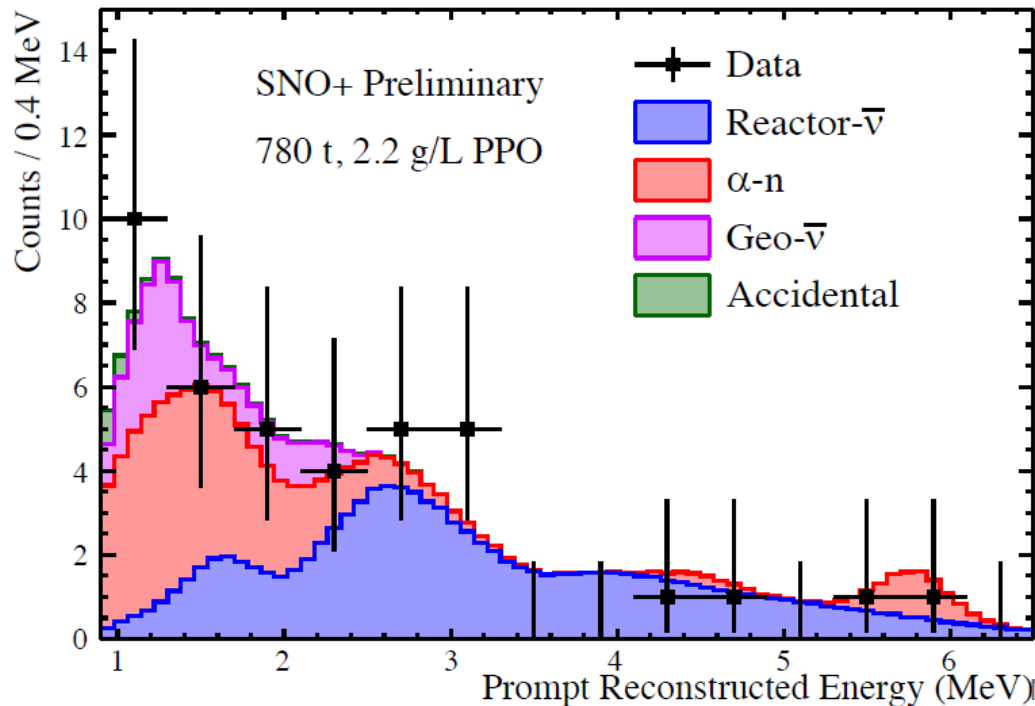 Counts / 0.4 MeV
14
12
10
8
6
4
2
0
SNO+ Preliminary
780 t, 2.2 g/L PPO
Data
Reactor-ν̅
α-n
Geo-ν̅
Accidental
1 2 3 4 5 6
Prompt Reconstructed Energy (MeV)